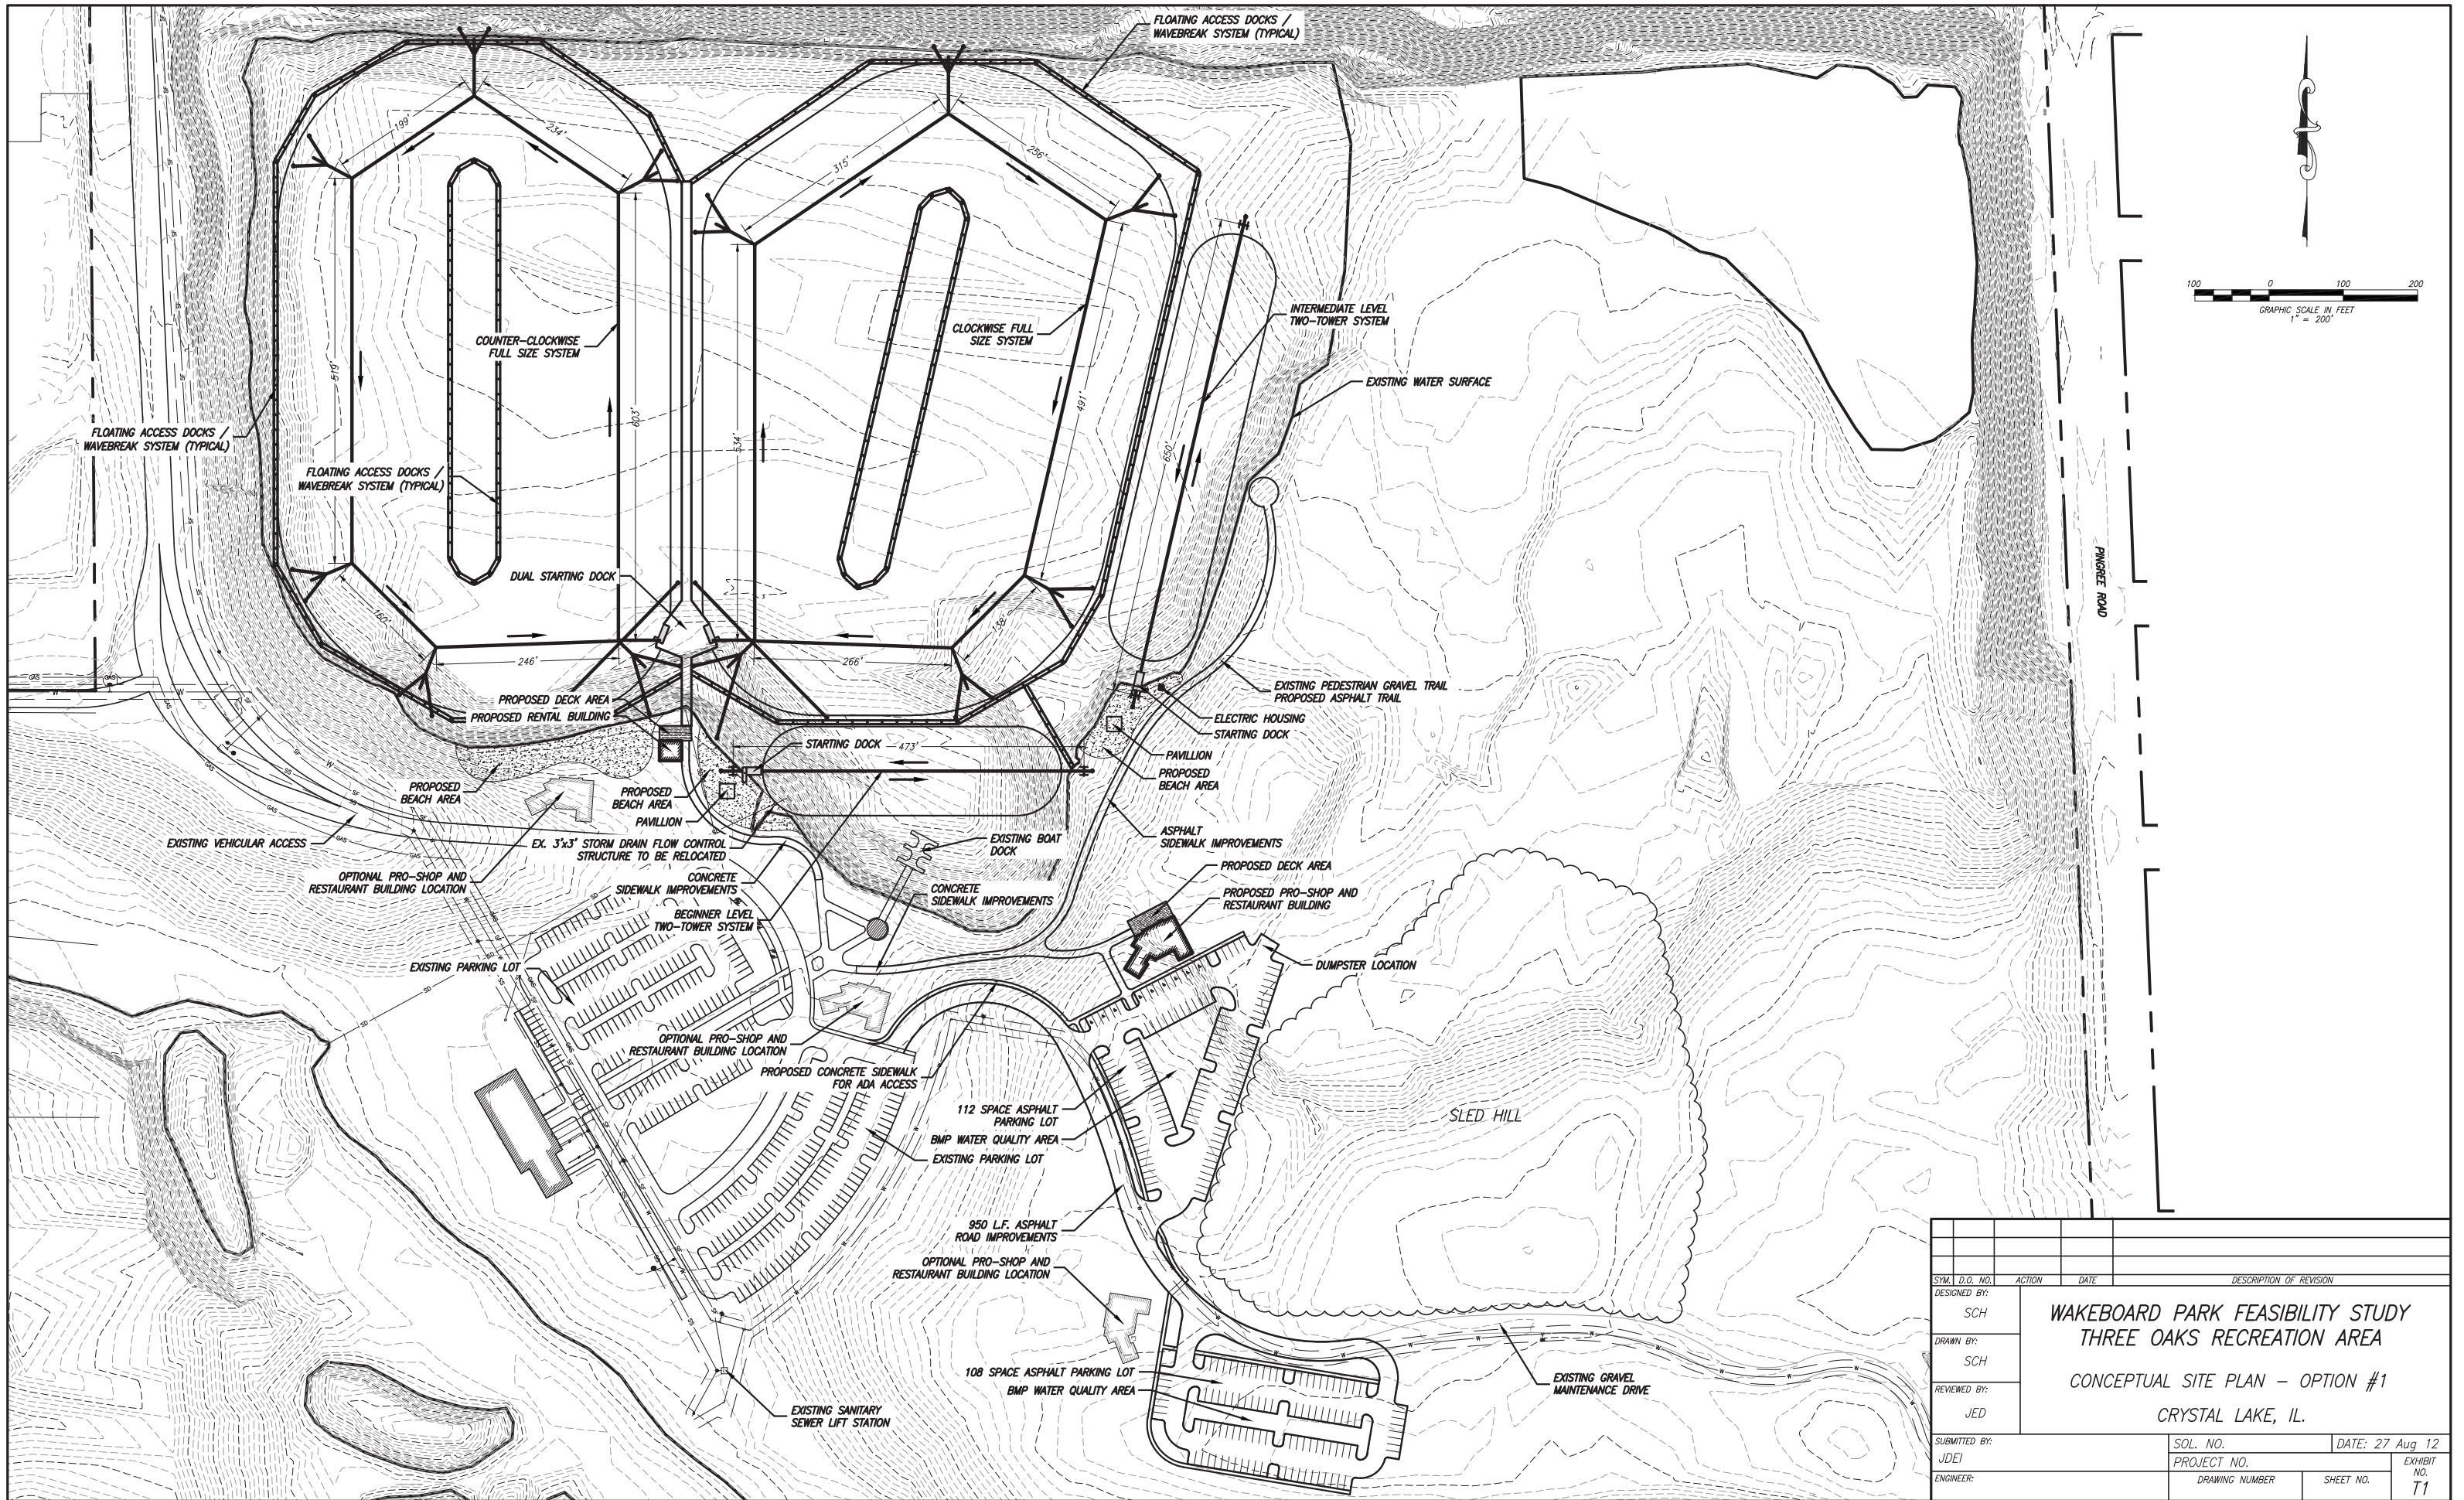 FLOATING ACCESS DOCKS /
WAVEBREAK SYSTEM (TYPICAL)
199'
234'
315'
256'
100
0
100
200
GRAPHIC SCALE IN FEET
1" = 200'
COUNTER-CLOCKWISE
FULL SIZE SYSTEM
CLOCKWISE FULL
SIZE SYSTEM
INTERMEDIATE LEVEL
TWO-TOWER SYSTEM
EXISTING WATER SURFACE
519'
603'
534'
491'
650'
FLOATING ACCESS DOCKS /
WAVEBREAK SYSTEM (TYPICAL)
FLOATING ACCESS DOCKS /
WAVEBREAK SYSTEM (TYPICAL)
PINGREE ROAD
DUAL STARTING DOCK
160'
138'
246'
266'
PROPOSED DECK AREA
PROPOSED RENTAL BUILDING
EXISTING PEDESTRIAN GRAVEL TRAIL
PROPOSED ASPHALT TRAIL
ELECTRIC HOUSING
STARTING DOCK
STARTING DOCK
473'
PAVILLION
PROPOSED
BEACH AREA
PROPOSED
BEACH AREA
PROPOSED
BEACH AREA
PAVILLION
EXISTING VEHICULAR ACCESS
EX. 3'x3' STORM DRAIN FLOW CONTROL
STRUCTURE TO BE RELOCATED
EXISTING BOAT
DOCK
ASPHALT
SIDEWALK IMPROVEMENTS
OPTIONAL PRO-SHOP AND
RESTAURANT BUILDING LOCATION
CONCRETE
SIDEWALK IMPROVEMENTS
CONCRETE
SIDEWALK IMPROVEMENTS
PROPOSED DECK AREA
PROPOSED PRO-SHOP AND
RESTAURANT BUILDING
BEGINNER LEVEL
TWO-TOWER SYSTEM
EXISTING PARKING LOT
DUMPSTER LOCATION
OPTIONAL PRO-SHOP AND
RESTAURANT BUILDING LOCATION
PROPOSED CONCRETE SIDEWALK
FOR ADA ACCESS
112 SPACE ASPHALT
PARKING LOT
BMP WATER QUALITY AREA
EXISTING PARKING LOT
SLED HILL
950 L.F. ASPHALT
ROAD IMPROVEMENTS
OPTIONAL PRO-SHOP AND
RESTAURANT BUILDING LOCATION
108 SPACE ASPHALT PARKING LOT
BMP WATER QUALITY AREA
EXISTING GRAVEL
MAINTENANCE DRIVE
EXISTING SANITARY
SEWER LIFT STATION
SYM. D.O. NO. ACTION DATE DESCRIPTION OF REVISION
DESIGNED BY:
SCH
DRAWN BY:
SCH
REVIEWED BY:
JED
SUBMITTED BY:
JDEI
ENGINEER:
WAKEBOARD PARK FEASIBILITY STUDY
THREE OAKS RECREATION AREA
CONCEPTUAL SITE PLAN - OPTION #1
CRYSTAL LAKE, IL.
SOL. NO.
DATE: 27 Aug 12
PROJECT NO.
DRAWING NUMBER
SHEET NO.
EXHIBIT
NO.
T1